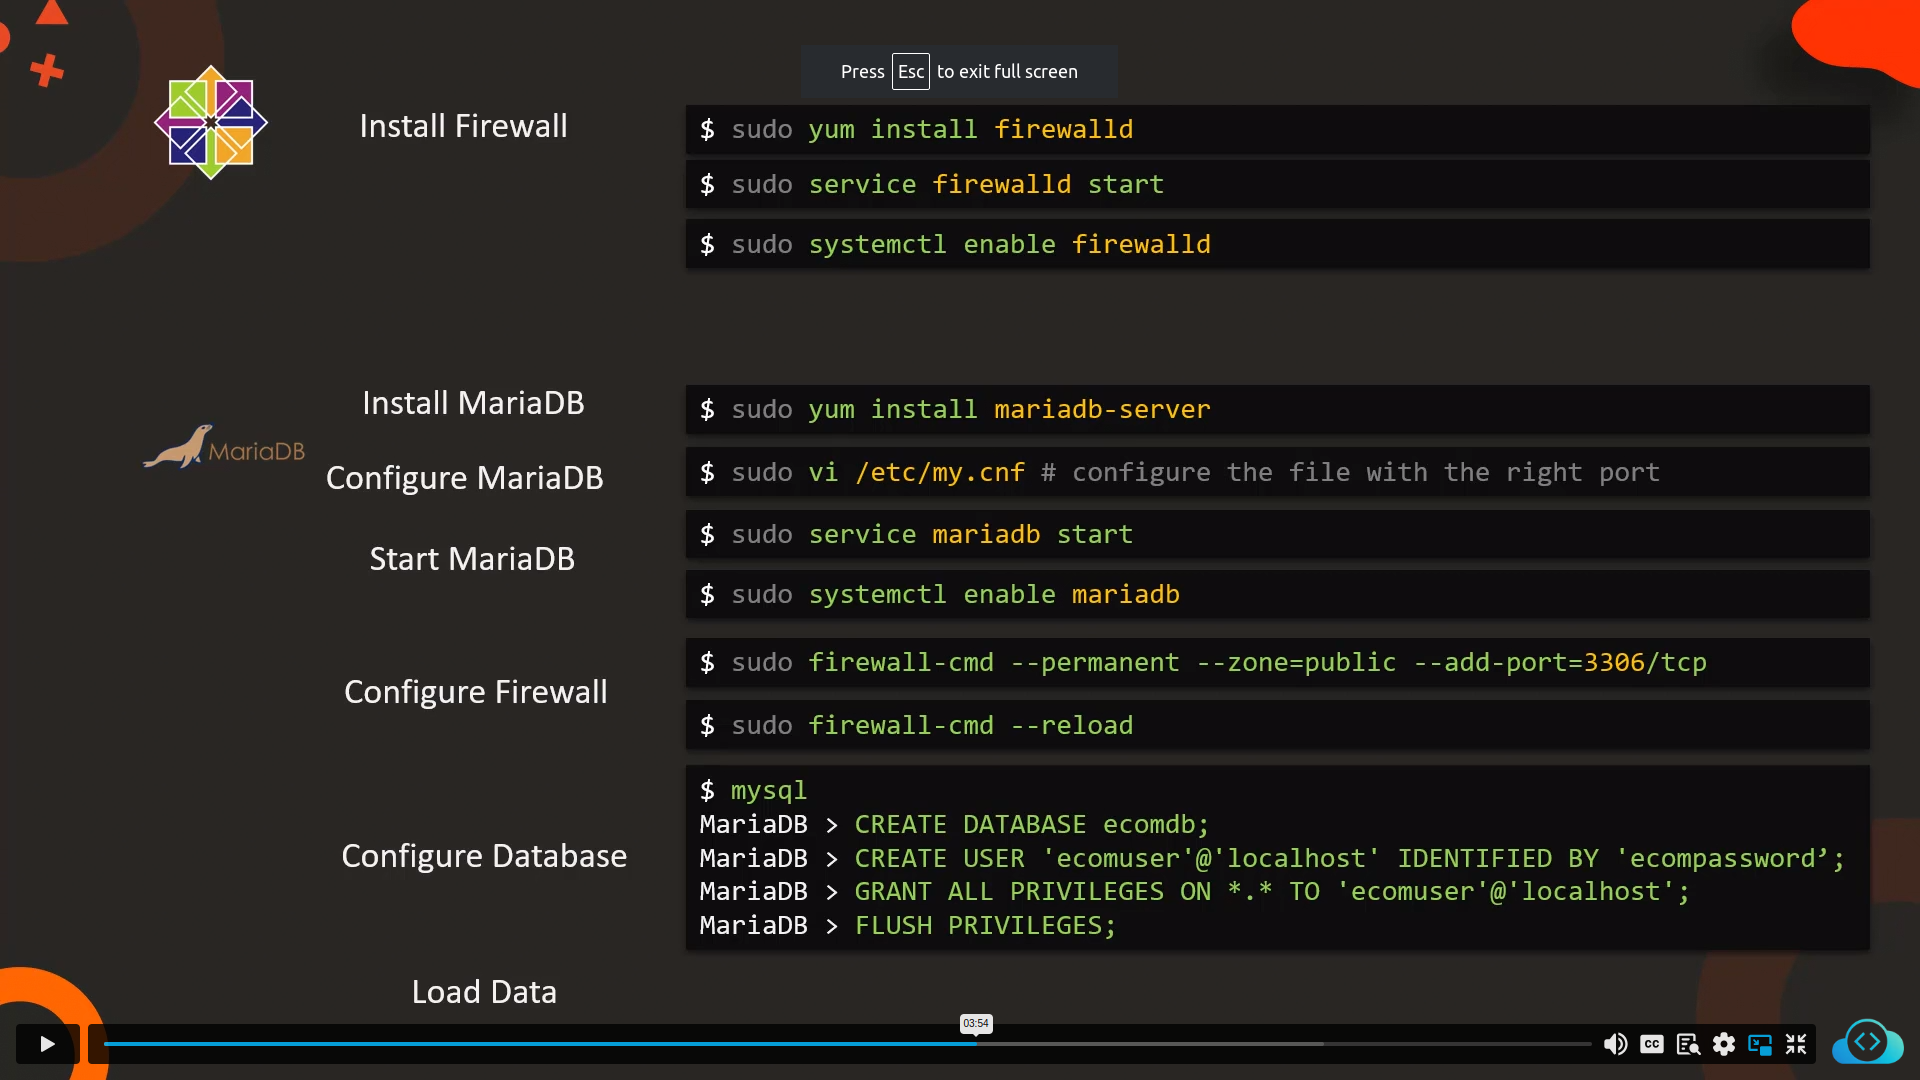 Press Esc to exit full screen
Install Firewall
$ sudo yum install firewalld
$ sudo service firewalld start
$ sudo systemctl enable firewalld
Install MariaDB
$ sudo yum install mariadb-server
MariaDB
Configure MariaDB
$ sudo vi /etc/my.cnf # configure the file with the right port
Start MariaDB
$ sudo service mariadb start
$ sudo systemctl enable mariadb
Configure Firewall
$ sudo firewall-cmd --permanent --zone=public --add-port=3306/tcp
$ sudo firewall-cmd --reload
Configure Database
$ mysql
MariaDB > CREATE DATABASE ecomdb;
MariaDB > CREATE USER 'ecomuser'@'localhost' IDENTIFIED BY 'ecompassword’;
MariaDB > GRANT ALL PRIVILEGES ON *.* TO 'ecomuser'@'localhost';
MariaDB > FLUSH PRIVILEGES;
Load Data
03:54
CC